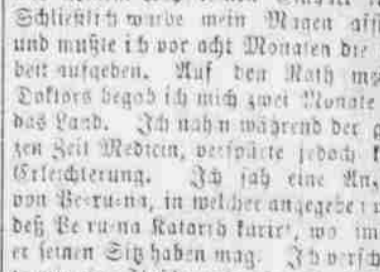 Schließlich wurde mein Magen
und mußte ich vor acht Monaten die
beit aufgeben. Auf den Rath
Doktors begab ich mich zwei Monate
das Land. Ich nahm während der
zen Zeit Medicin, verspürte jedoch
Erleichterung. Ich sah eine An-
von Pe-ru-na, in welcher angegeben
daß Pe-ru-na Katarrh kurirt, wo im
er seinen Sitz haben mag. Ich versch